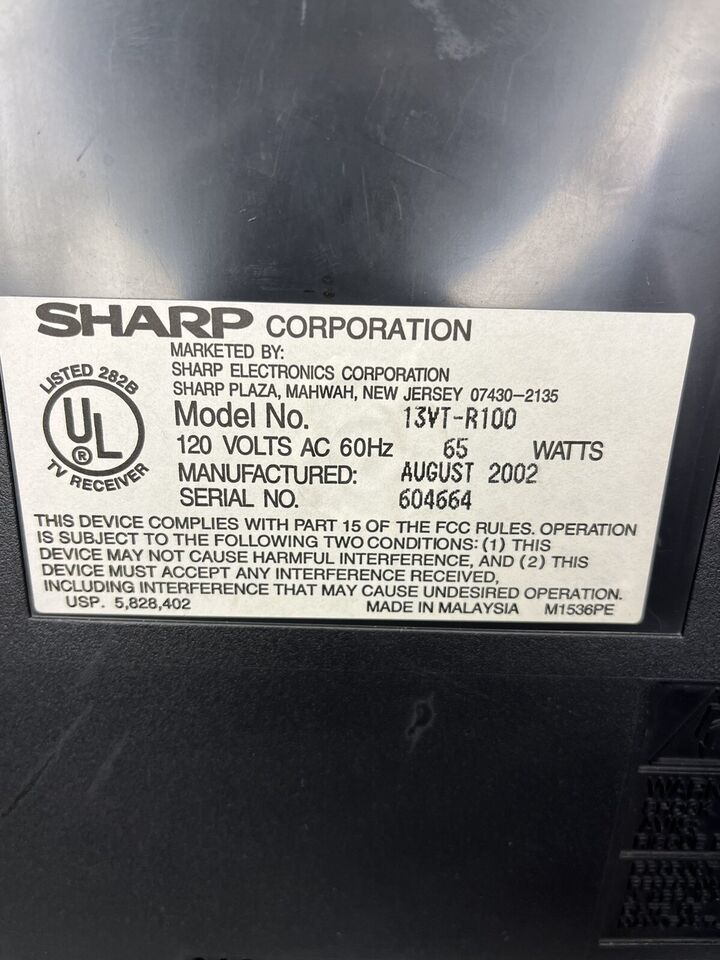 SHARP CORPORATION
MARKETED BY:
SHARP ELECTRONICS CORPORATION
SHARP PLAZA, MAHWAH, NEW JERSEY 07430-2135
LISTED 282B
UL
®
TV RECEIVER
Model No. 13VT-R100
120 VOLTS AC 60Hz 65 WATTS
MANUFACTURED: AUGUST 2002
SERIAL NO. 604664
THIS DEVICE COMPLIES WITH PART 15 OF THE FCC RULES. OPERATION
IS SUBJECT TO THE FOLLOWING TWO CONDITIONS: (1) THIS
DEVICE MAY NOT CAUSE HARMFUL INTERFERENCE, AND (2) THIS
DEVICE MUST ACCEPT ANY INTERFERENCE RECEIVED,
INCLUDING INTERFERENCE THAT MAY CAUSE UNDESIRED OPERATION.
USP. 5,828,402 MADE IN MALAYSIA M1536PE